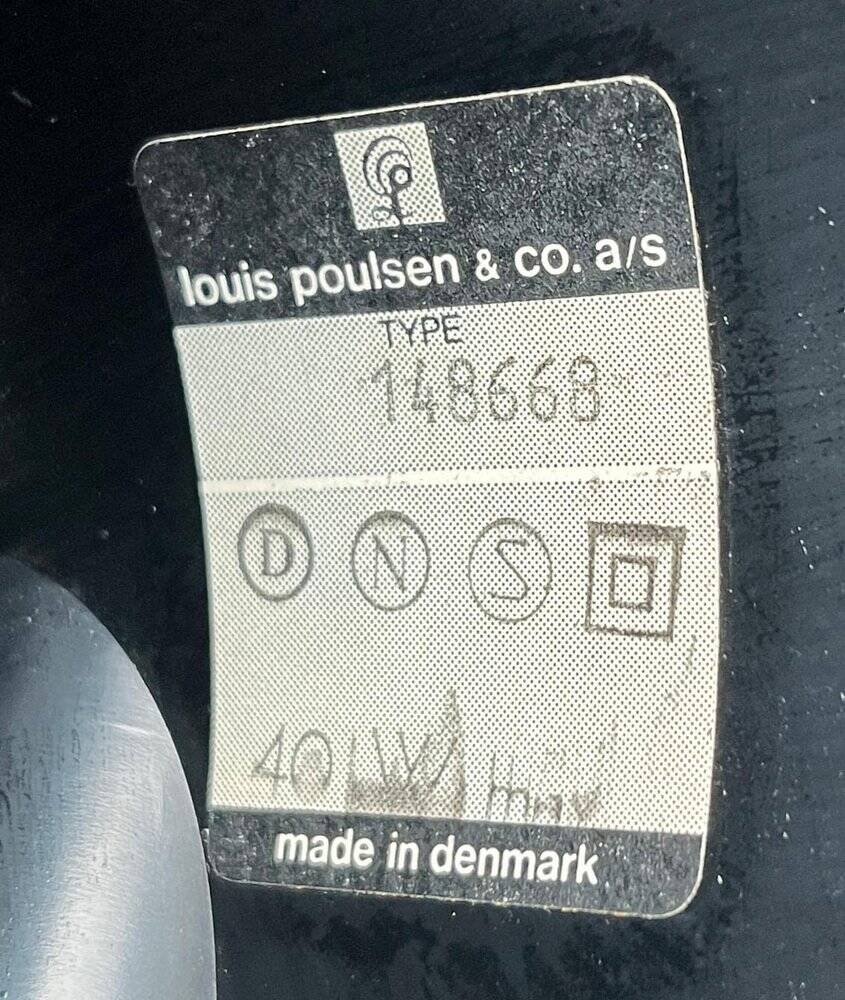 louis poulsen & co. a/s
TYPE
148668
D N S
40 W max
made in denmark